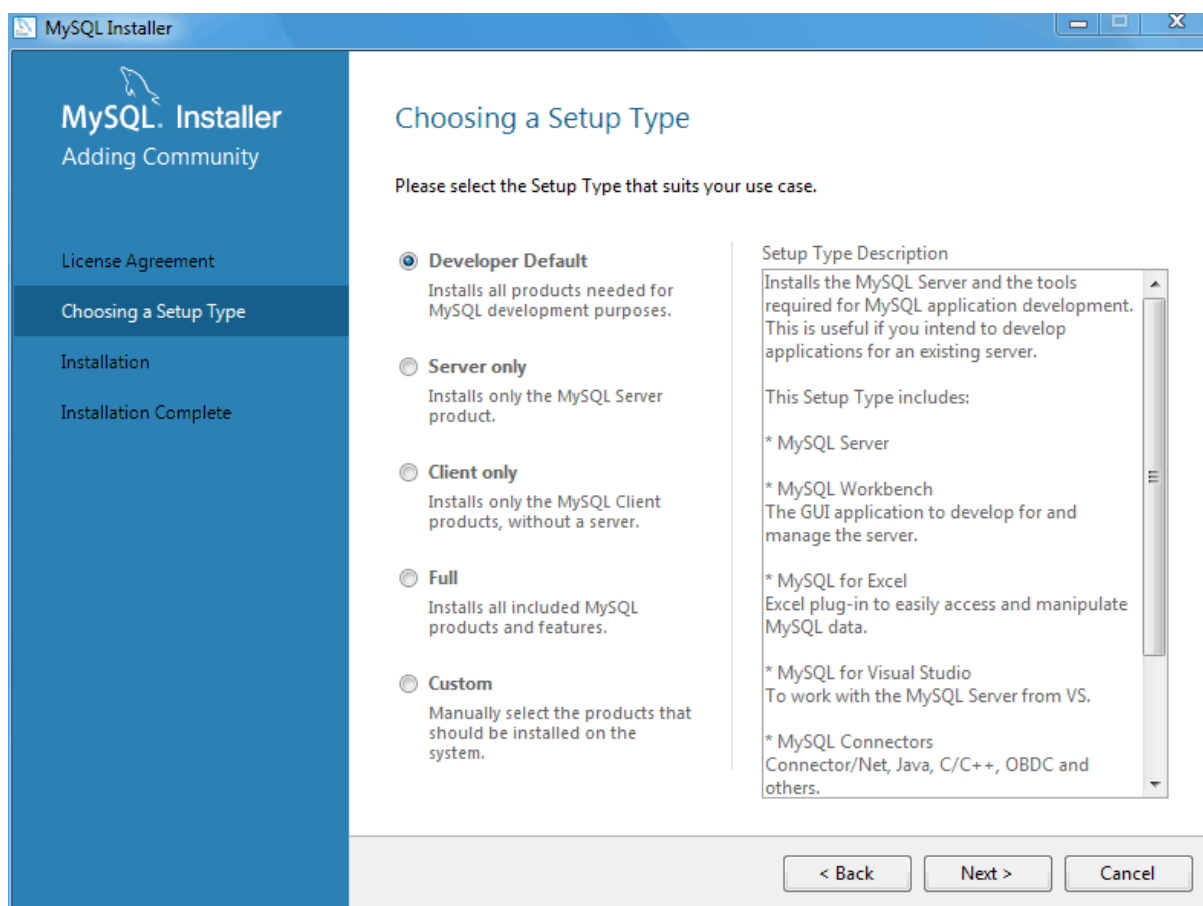 MySQL Installer
MySQL. Installer
Adding Community
License Agreement
Choosing a Setup Type
Installation
Installation Complete
Choosing a Setup Type
Please select the Setup Type that suits your use case.
Developer Default
Installs all products needed for
MySQL development purposes.
Server only
Installs only the MySQL Server
product.
Client only
Installs only the MySQL Client
products, without a server.
Full
Installs all included MySQL
products and features.
Custom
Manually select the products that
should be installed on the
system.
Setup Type Description
Installs the MySQL Server and the tools
required for MySQL application development.
This is useful if you intend to develop
applications for an existing server.
This Setup Type includes:
* MySQL Server
* MySQL Workbench
The GUI application to develop for and
manage the server.
* MySQL for Excel
Excel plug-in to easily access and manipulate
MySQL data.
* MySQL for Visual Studio
To work with the MySQL Server from VS.
* MySQL Connectors
Connector/Net, Java, C/C++, OBDC and
others.
< Back
Next >
Cancel